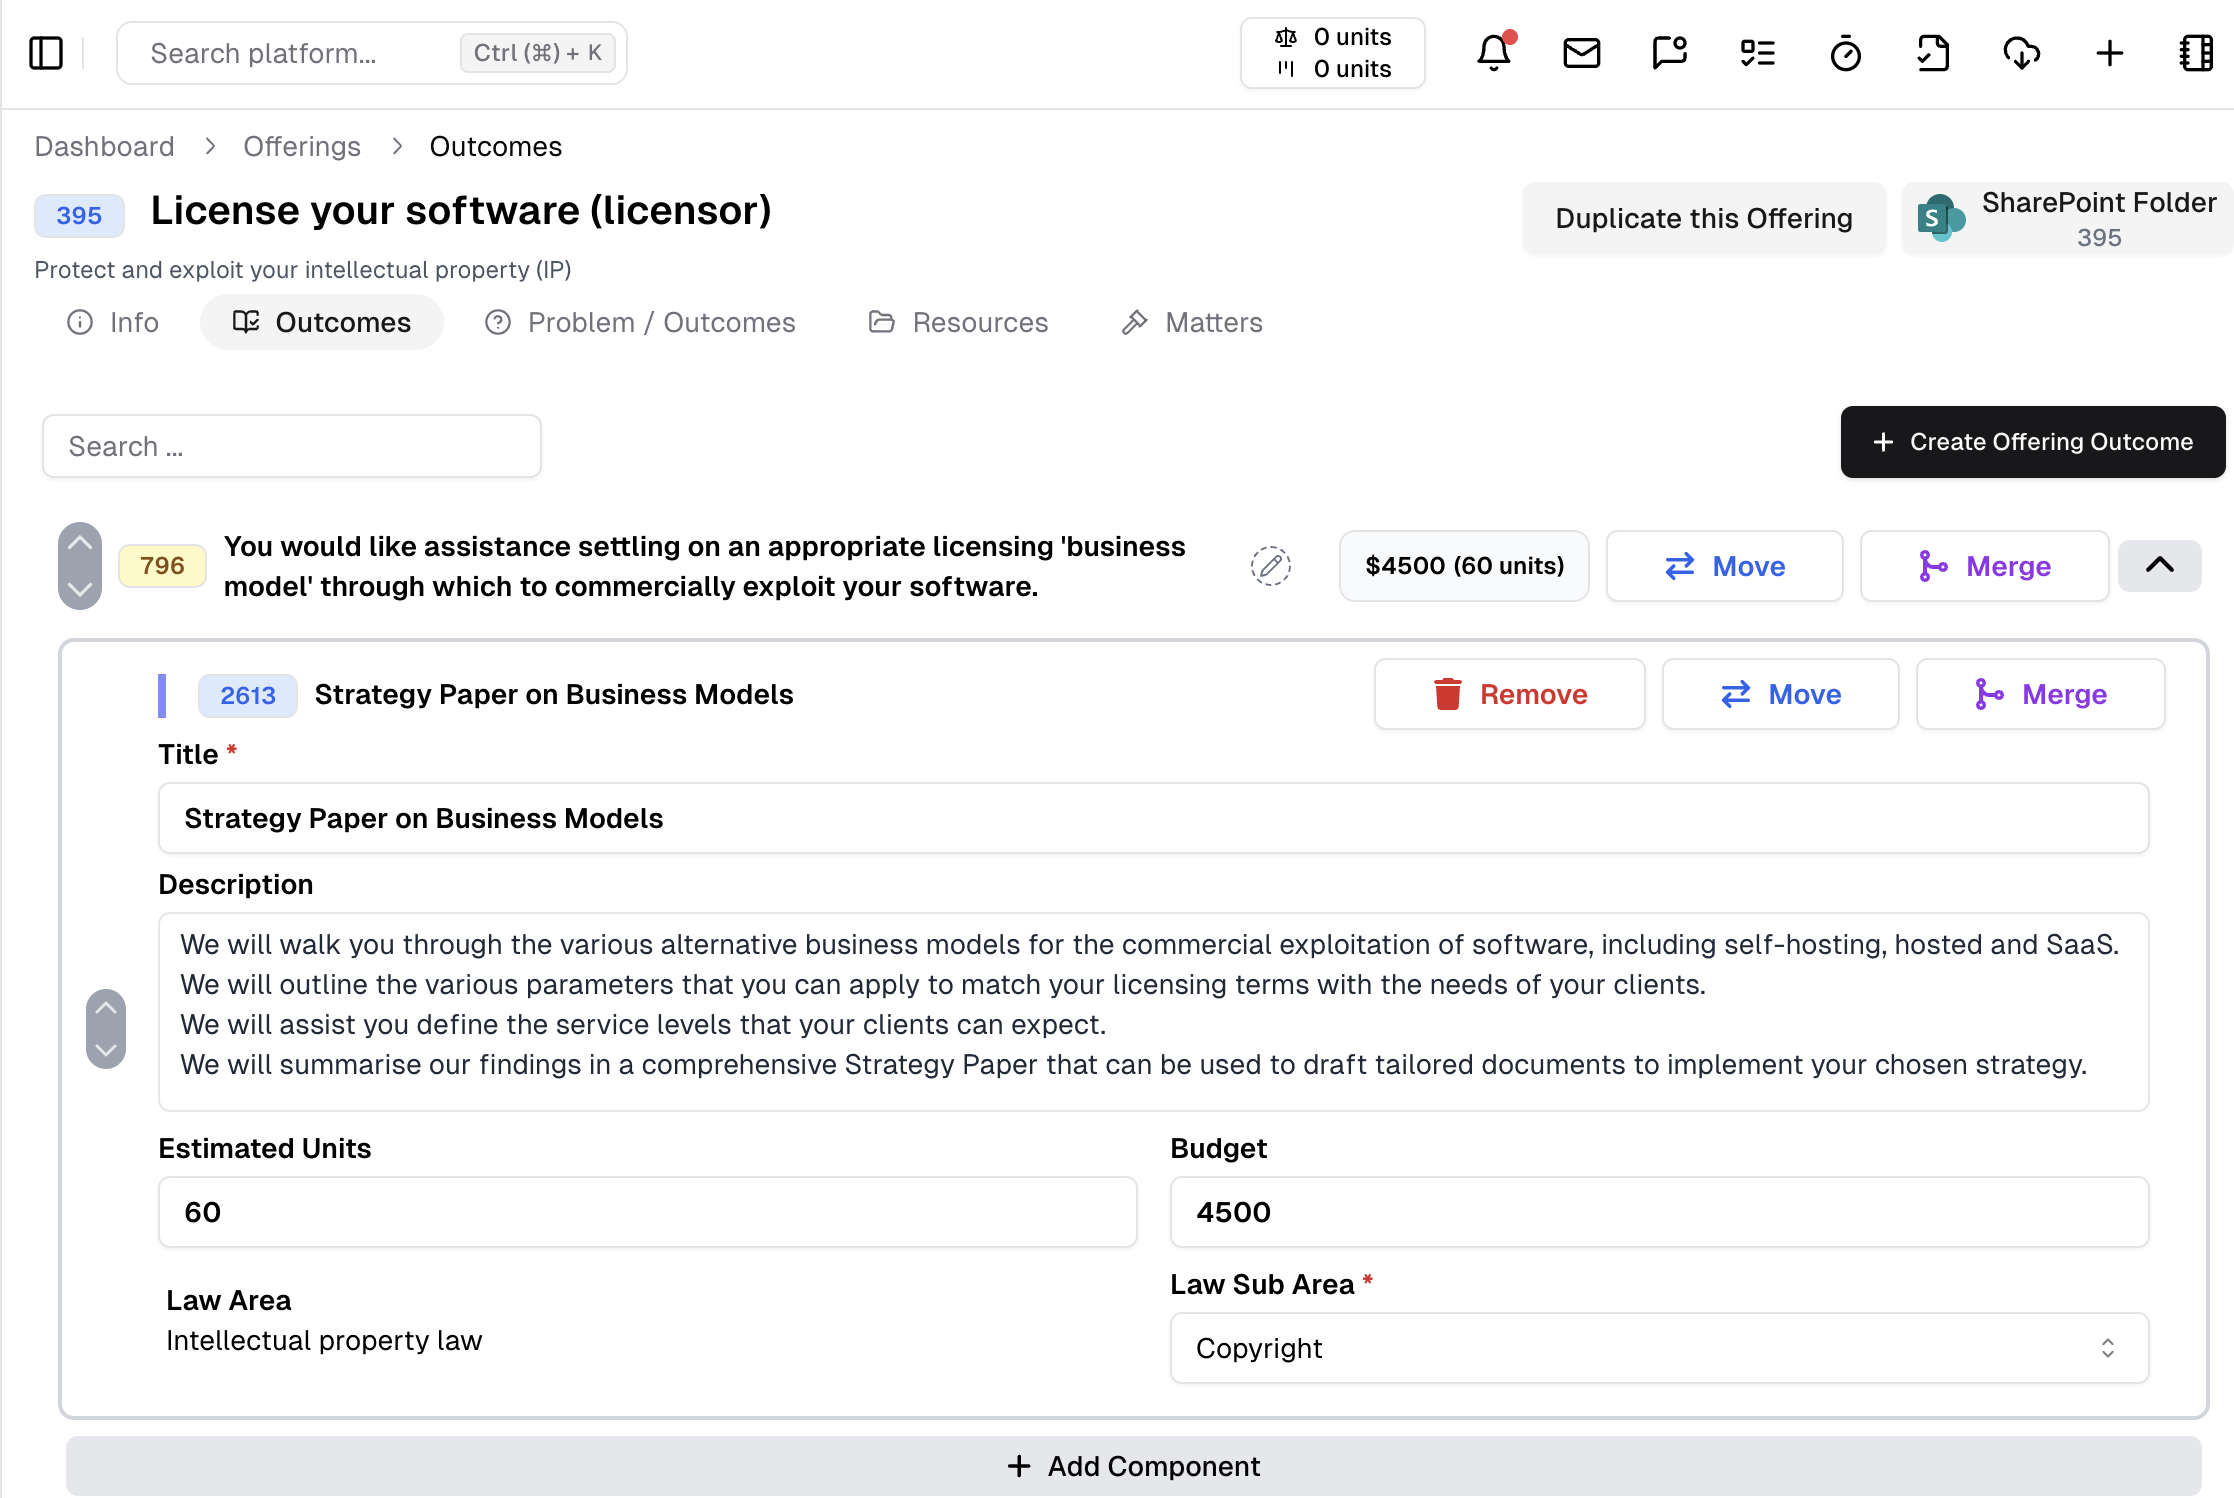 Search platform...
Ctrl (⌘) + K
0 units
0 units
Dashboard > Offerings > Outcomes
395
License your software (licensor)
Duplicate this Offering
S
SharePoint Folder
395
Protect and exploit your intellectual property (IP)
Info
Outcomes
Problem / Outcomes
Resources
Matters
Search ...
+ Create Offering Outcome
796
You would like assistance settling on an appropriate licensing 'business
model' through which to commercially exploit your software.
$4500 (60 units)
Move
Merge
2613
Strategy Paper on Business Models
Remove
Move
Merge
Title *
Strategy Paper on Business Models
Description
We will walk you through the various alternative business models for the commercial exploitation of software, including self-hosting, hosted and SaaS.
We will outline the various parameters that you can apply to match your licensing terms with the needs of your clients.
We will assist you define the service levels that your clients can expect.
We will summarise our findings in a comprehensive Strategy Paper that can be used to draft tailored documents to implement your chosen strategy.
Estimated Units
Budget
60
4500
Law Area
Intellectual property law
Law Sub Area *
Copyright
+ Add Component